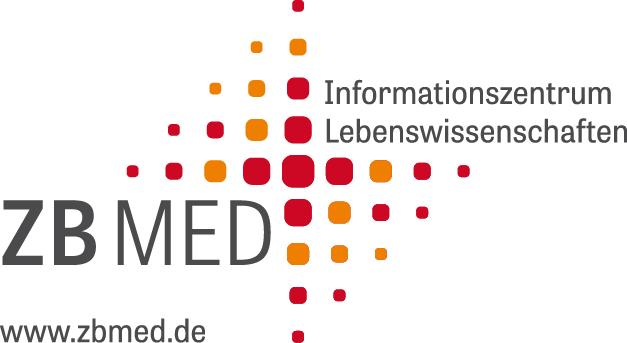 Informationszentrum
Lebenswissenschaften
ZB MED
www.zbmed.de